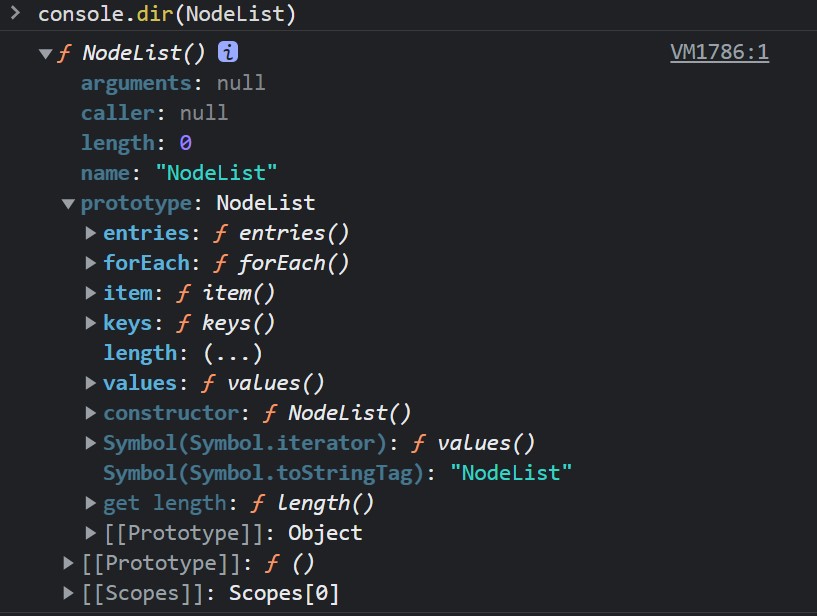 > console.dir(NodeList)
▼ƒ NodeList() i VM1786:1
arguments: null
caller: null
length: 0
name: "NodeList"
▼prototype: NodeList
▶entries: ƒ entries()
▶forEach: ƒ forEach()
▶item: ƒ item()
▶keys: ƒ keys()
length: (...)
▶values: ƒ values()
▶constructor: ƒ NodeList()
▶Symbol(Symbol.iterator): ƒ values()
Symbol(Symbol.toStringTag): "NodeList"
▶get length: ƒ length()
▶[[Prototype]]: Object
▶[[Prototype]]: ƒ ()
▶[[Scopes]]: Scopes[0]